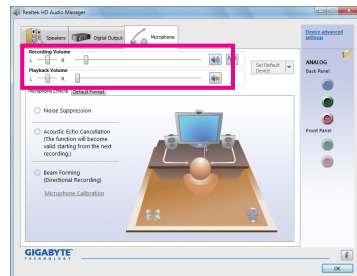 Realtek HD Audio Manager
Speakers
Digital Output
Microphone
Device advanced
settings
Recording Volume
L
R
Set Default
Device
Playback Volume
L
R
ANALOG
Back Panel
Microphone Effects
Default Format
Noise Suppression
Acoustic Echo Cancellation
(The function will become
valid starting from the next
recording.)
Front Panel
Beam Forming
(Directional Recording)
Microphone Calibration
GIGABYTE
TECHNOLOGY
OK